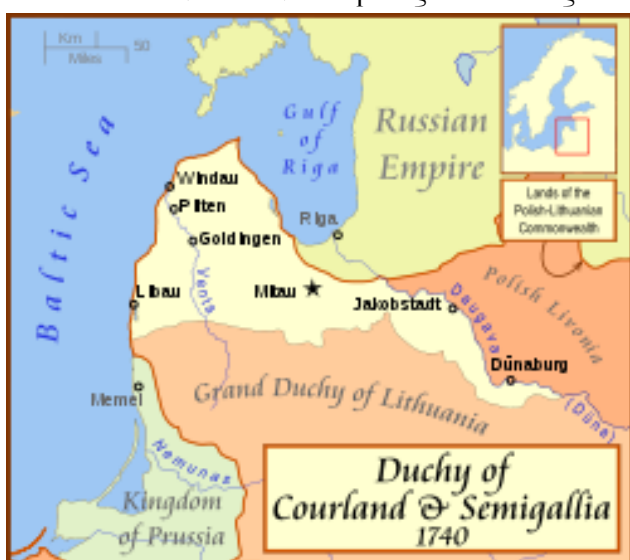 Km
50
Miles
Baltic Sea
Gulf
of
Riga
Russian
Empire
Lands of the
Polish-Lithuanian
Commonwealth
Windau
Pilten
Goldingen
Riga
Venta
Libau
Mitau
Jakobstadt
Daugava
Polish Livonia
Dünaburg
(Düna)
Memel
Grand Duchy of Lithuania
Nemunas
Kingdom
of Prussia
Duchy of
Courland & Semigallia
1740